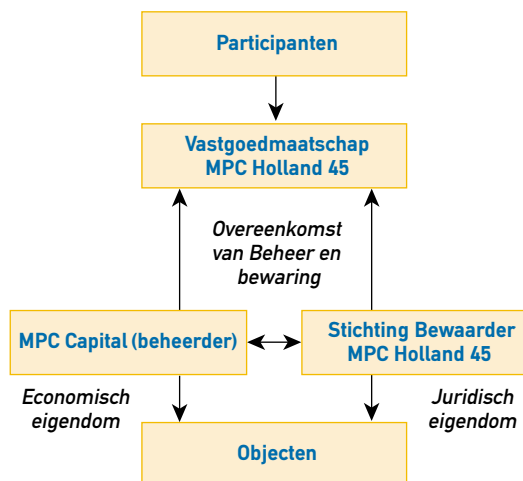 Participanten
Vastgoedmaatschap
MPC Holland 45
Overeenkomst
van Beheer en
bewaring
MPC Capital (beheerder)
Stichting Bewaarder
MPC Holland 45
Economisch
eigendom
Juridisch
eigendom
Objecten